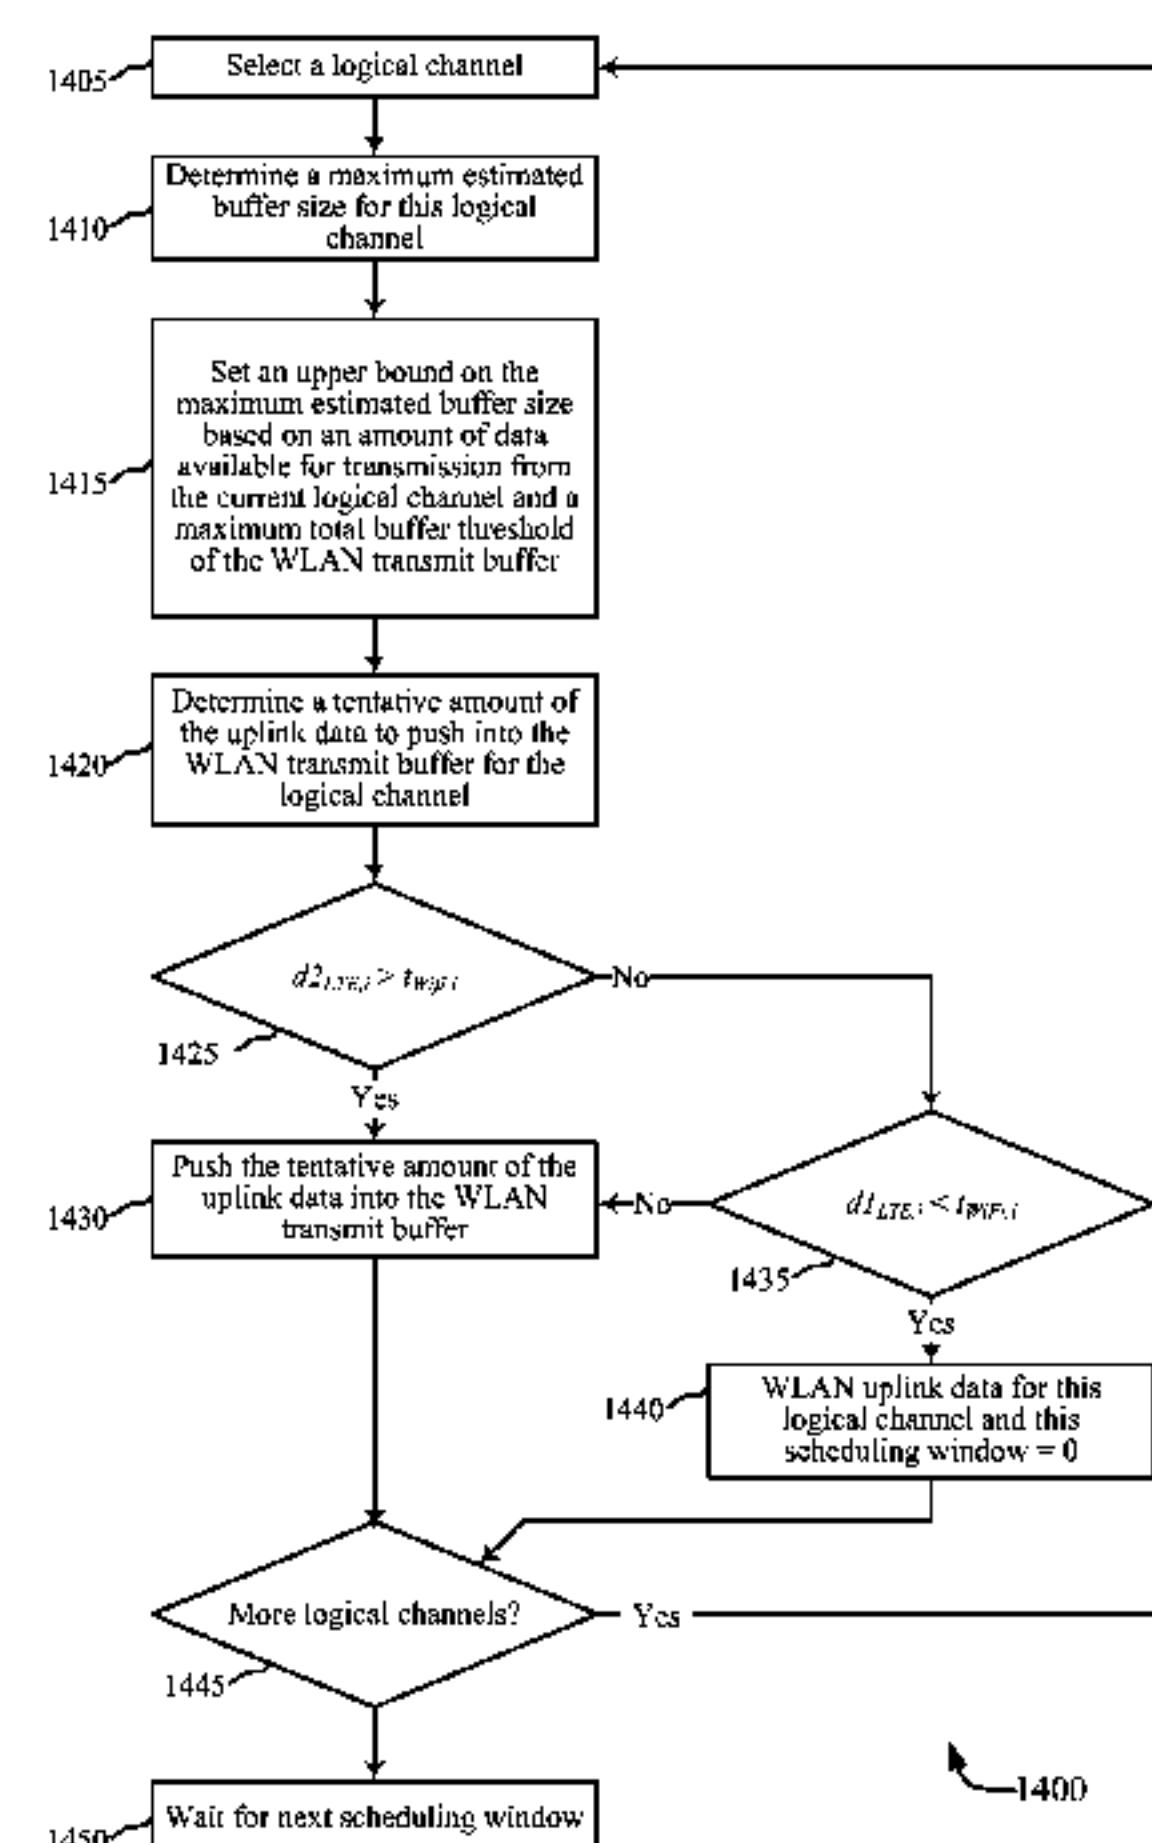 Select a logical channel
1405
Determine a maximum estimated
buffer size for this logical
channel
1410
Set an upper bound on the
maximum estimated buffer size
based on an amount of data
available for transmission from
the current logical channel and a
maximum total buffer threshold
of the WLAN transmit buffer
1415
Determine a tentative amount of
the uplink data to push into the
WLAN transmit buffer for the
logical channel
1420
d2LTE,i > tWiFi,i
No
1425
Yes
Push the tentative amount of the
uplink data into the WLAN
transmit buffer
1430
No
d1LTE,i < tWiFi,i
1435
Yes
WLAN uplink data for this
logical channel and this
scheduling window = 0
1440
More logical channels?
Yes
1445
1400
Wait for next scheduling window
1450